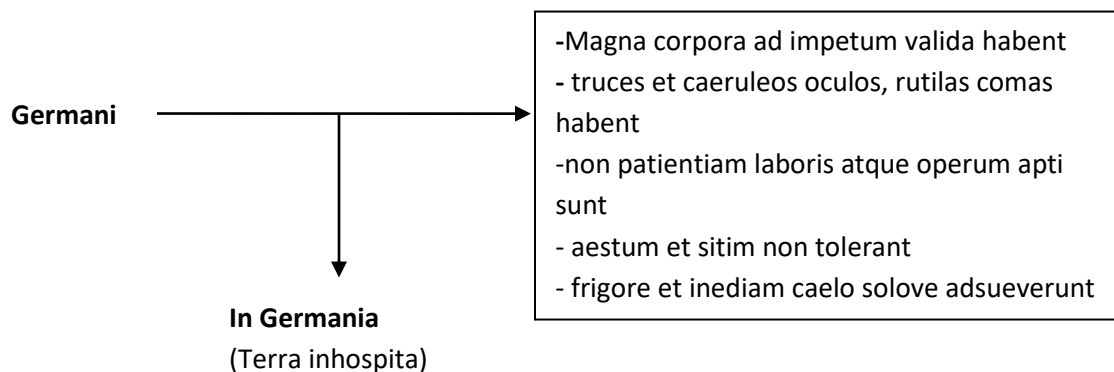 -Magna corpora ad impetum valida habent
- truces et caeruleos oculos, rutilas comas
habent
Germani
-non patientiam laboris atque operum apti
sunt
- aestum et sitim non tolerant
- frigore et inediam caelo solove adsueverunt
In Germania
(Terra inhospita)